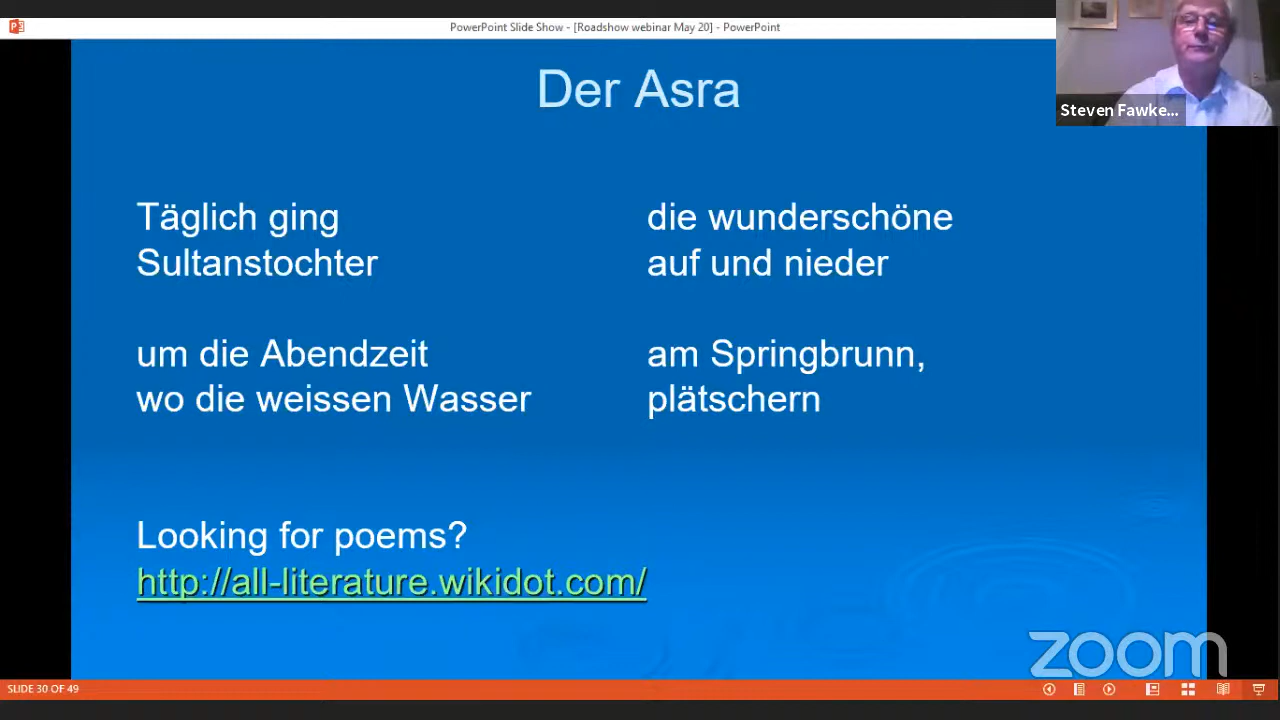 PowerPoint Slide Show - [Roadshow webinar May 20] - PowerPoint
Steven Fawke...
Der Asra
Täglich ging die wunderschöne
Sultanstochter auf und nieder
um die Abendzeit am Springbrunn,
wo die weissen Wasser plätschern
Looking for poems?
http://all-literature.wikidot.com/
zoom
SLIDE 30 OF 49